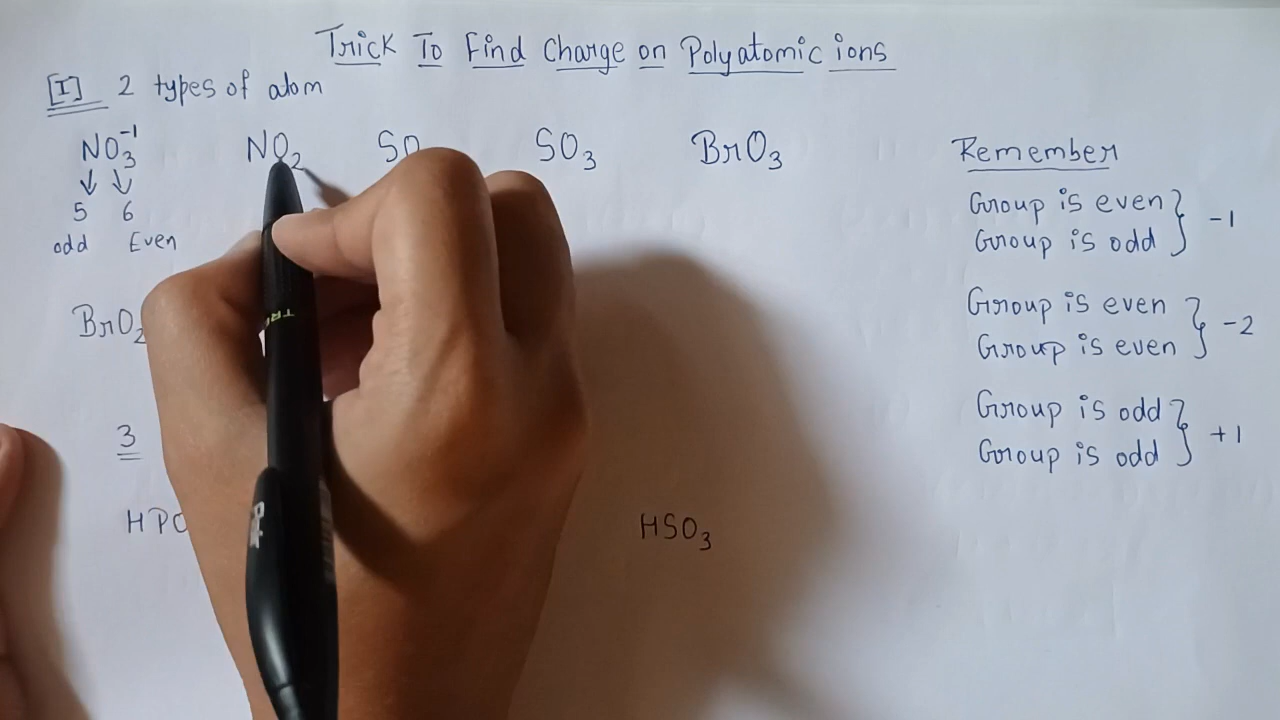 Trick To Find Charge on Polyatomic ions
[I] 2 types of atom
NO₃⁻¹ NO₂ SO₃ BrO₃
↓ ↓
5 6
odd Even
BrO₂
3
HSO₃
Remember
Group is even
Group is odd } -1
Group is even
Group is even } -2
Group is odd
Group is odd } +1